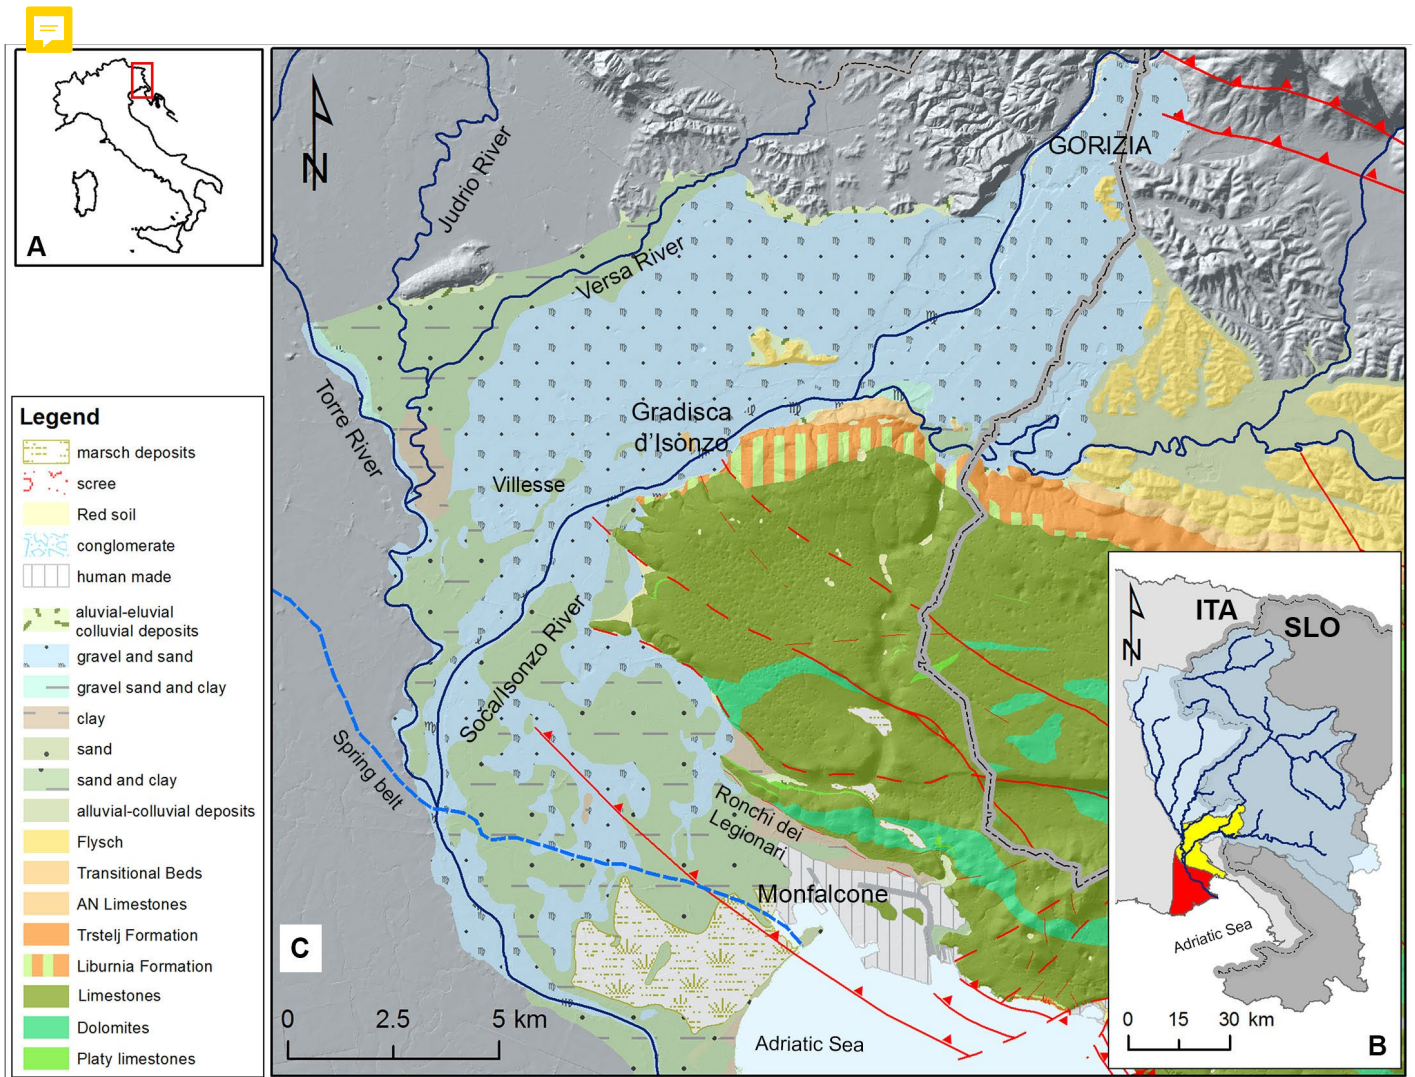 A
N
GORIZIA
Judrio River
Versa River
Torre River
Gradisca
d'Isonzo
Villesse
Soca/Isonzo River
Spring belt
Ronchi dei
Legionari
Monfalcone
C
0 2.5 5 km
Adriatic Sea
Legend
marsch deposits
scree
Red soil
conglomerate
human made
aluvial-eluvial
colluvial deposits
gravel and sand
gravel sand and clay
clay
sand
sand and clay
alluvial-colluvial deposits
Flysch
Transitional Beds
AN Limestones
Trstelj Formation
Liburnia Formation
Limestones
Dolomites
Platy limestones
ITA
SLO
N
Adriatic Sea
0 15 30 km
B